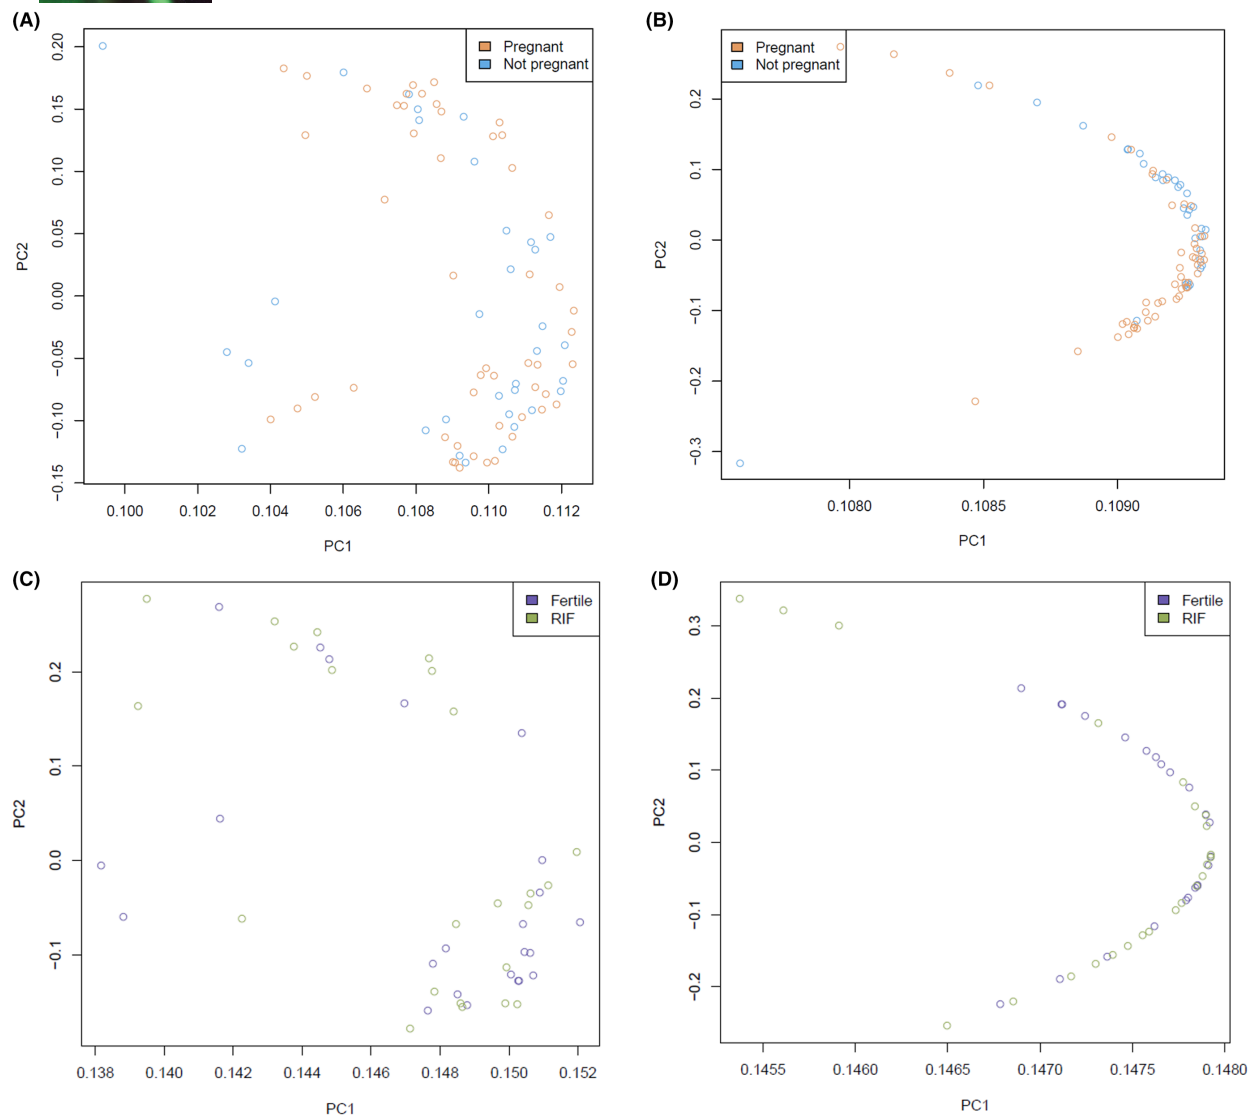 (A)
Pregnant
Not pregnant
0.20
0.15
0.10
0.05
0.00
−0.05
−0.10
−0.15
PC2
0.100 0.102 0.104 0.106 0.108 0.110 0.112
PC1
(B)
Pregnant
Not pregnant
0.2
0.1
0.0
−0.1
−0.2
−0.3
PC2
0.1080 0.1085 0.1090
PC1
(C)
Fertile
RIF
0.2
0.1
0.0
−0.1
PC2
0.138 0.140 0.142 0.144 0.146 0.148 0.150 0.152
PC1
(D)
Fertile
RIF
0.3
0.2
0.1
0.0
−0.1
−0.2
PC2
0.1455 0.1460 0.1465 0.1470 0.1475 0.1480
PC1